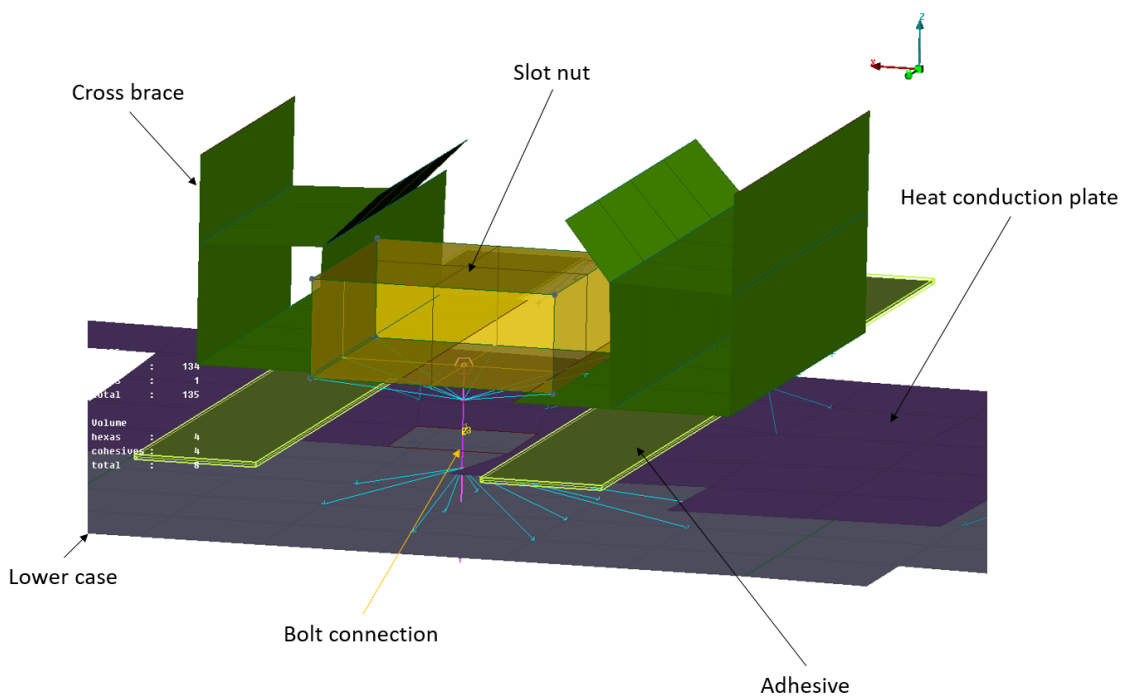 Slot nut
Cross brace
Heat conduction plate
Z
X
: 134
: 1
total : 135
Volume
hexas : 4
cohesives : 4
total : 8
Lower case
Bolt connection
Adhesive